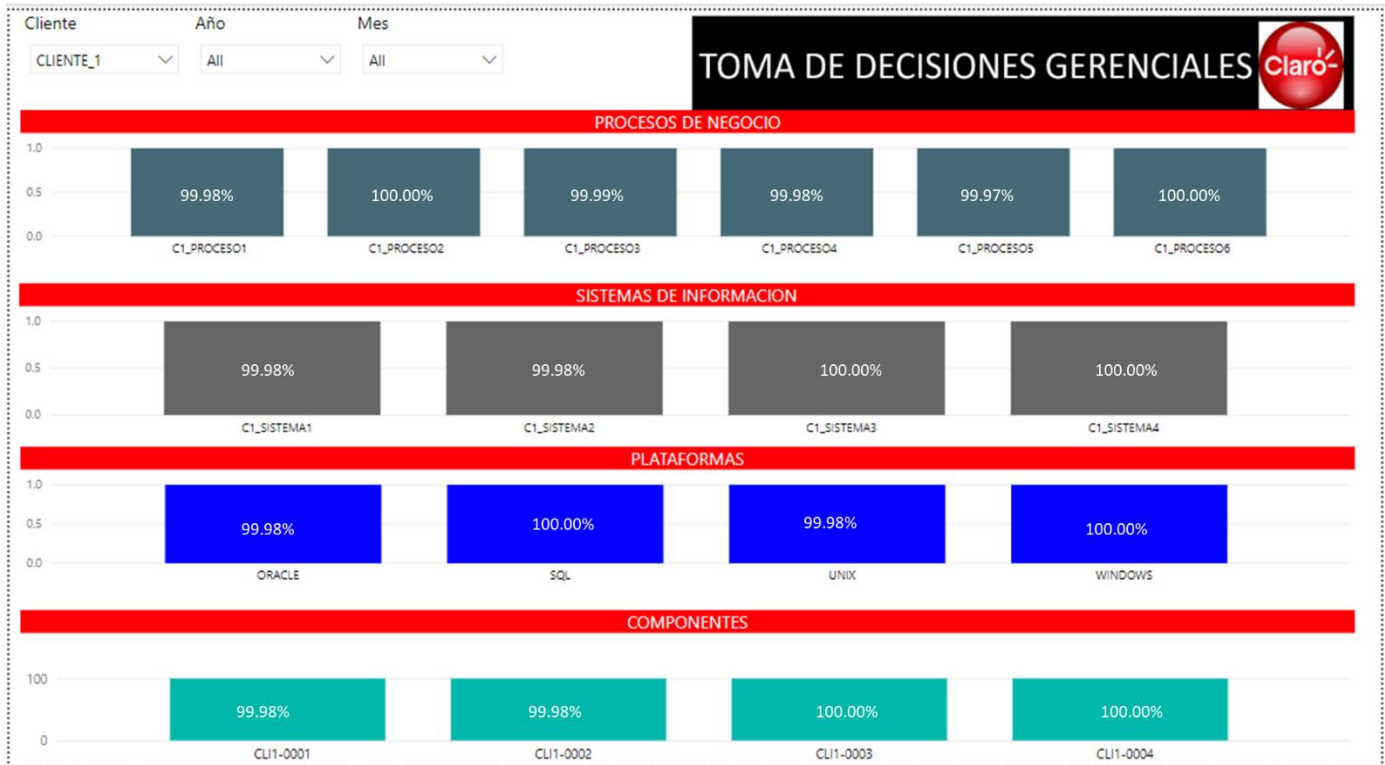 Cliente Año Mes
CLIENTE_1 All All
TOMA DE DECISIONES GERENCIALES Claro
PROCESOS DE NEGOCIO
1.0
0.5
0.0
99.98% 100.00% 99.99% 99.98% 99.97% 100.00%
C1_PROCESO1 C1_PROCESO2 C1_PROCESO3 C1_PROCESO4 C1_PROCESO5 C1_PROCESO6
SISTEMAS DE INFORMACION
1.0
0.5
0.0
99.98% 99.98% 100.00% 100.00%
C1_SISTEMA1 C1_SISTEMA2 C1_SISTEMA3 C1_SISTEMA4
PLATAFORMAS
1.0
0.5
0.0
99.98% 100.00% 99.98% 100.00%
ORACLE SQL UNIX WINDOWS
COMPONENTES
100
0
99.98% 99.98% 100.00% 100.00%
CLI1-0001 CLI1-0002 CLI1-0003 CLI1-0004